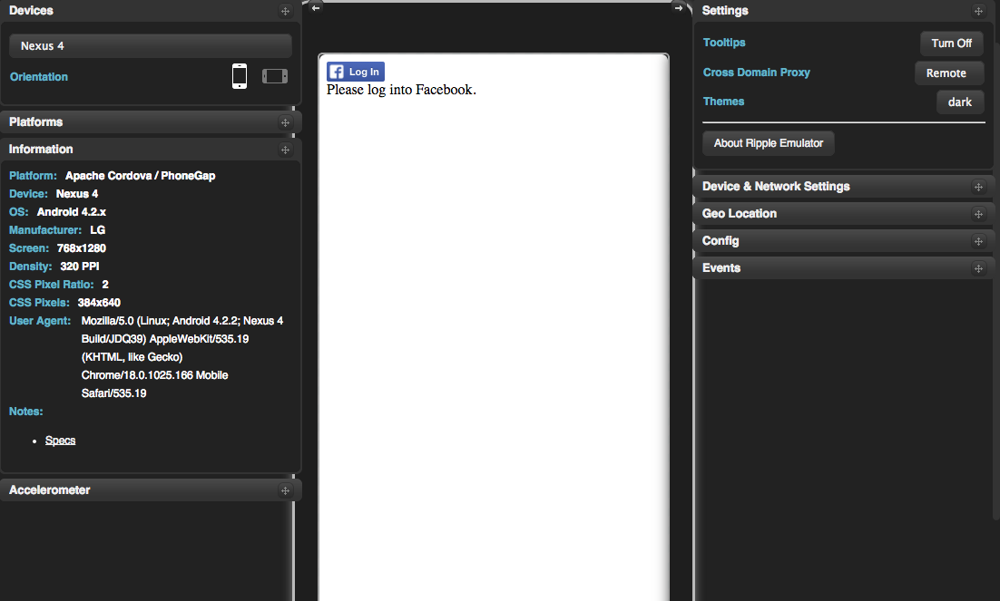 Devices
Nexus 4
Orientation
Platforms
Information
Platform: Apache Cordova / PhoneGap
Device: Nexus 4
OS: Android 4.2.x
Manufacturer: LG
Screen: 768x1280
Density: 320 PPI
CSS Pixel Ratio: 2
CSS Pixels: 384x640
User Agent: Mozilla/5.0 (Linux; Android 4.2.2; Nexus 4
Build/JDQ39) AppleWebKit/535.19
(KHTML, like Gecko)
Chrome/18.0.1025.166 Mobile
Safari/535.19
Notes:
Specs
Accelerometer
Log In
Please log into Facebook.
Settings
Tooltips Turn Off
Cross Domain Proxy Remote
Themes dark
About Ripple Emulator
Device & Network Settings
Geo Location
Config
Events